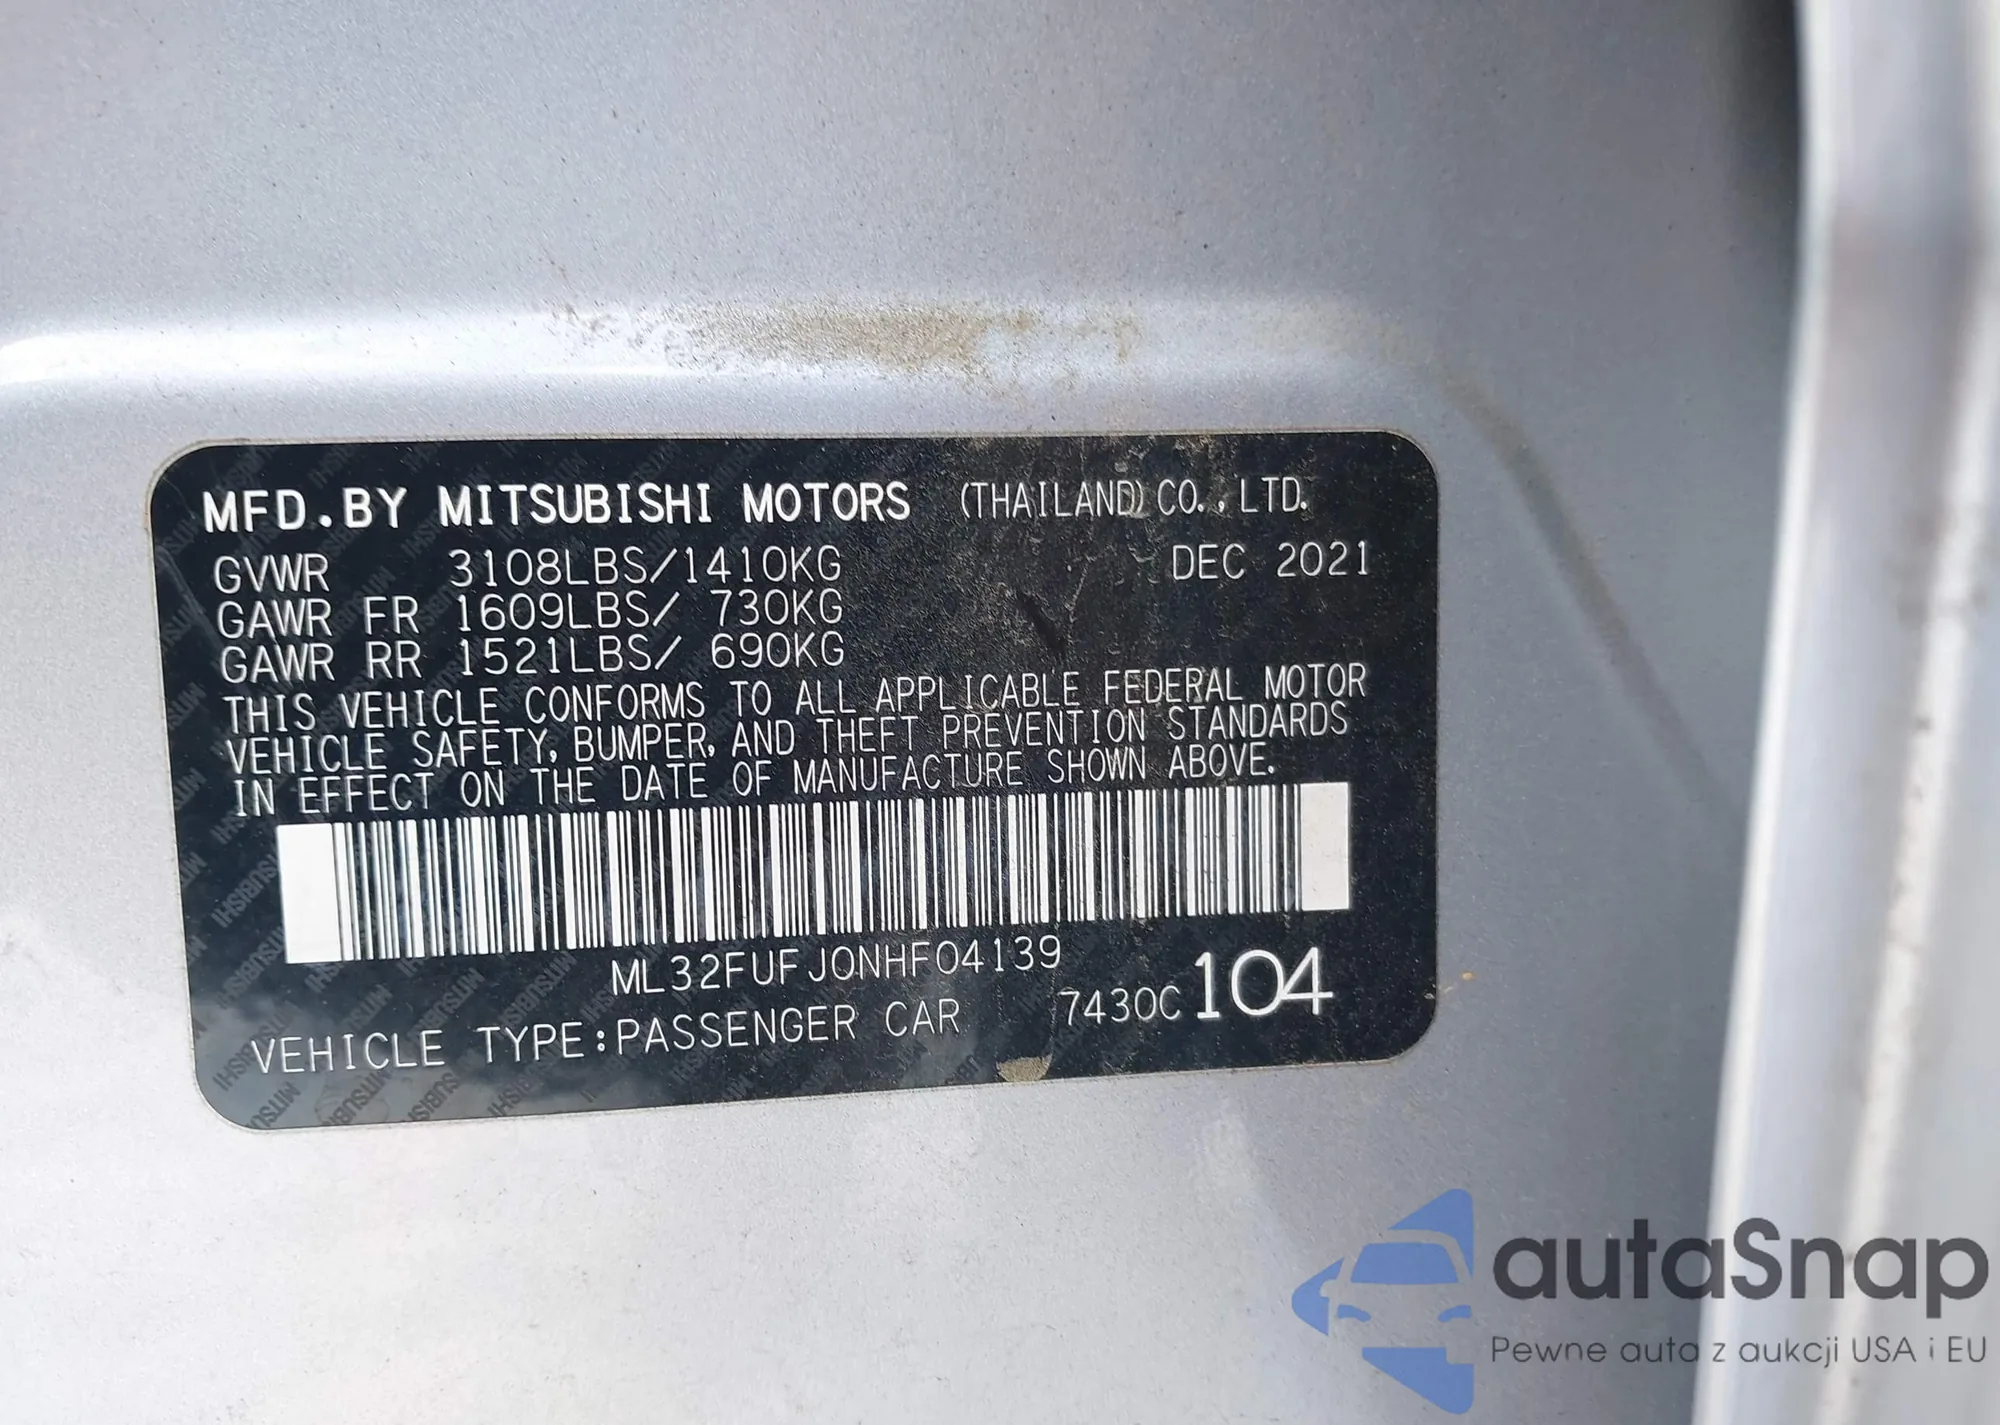 MFD.BY MITSUBISHI MOTORS (THAILAND) CO., LTD.
GVWR 3108LBS/1410KG DEC 2021
GAWR FR 1609LBS/ 730KG
GAWR RR 1521LBS/ 690KG
THIS VEHICLE CONFORMS TO ALL APPLICABLE FEDERAL MOTOR
VEHICLE SAFETY, BUMPER, AND THEFT PREVENTION STANDARDS
IN EFFECT ON THE DATE OF MANUFACTURE SHOWN ABOVE.
ML32FUFJ0NHF04139
VEHICLE TYPE:PASSENGER CAR 7430C 104
autaSnap
Pewne auta z aukcji USA i EU